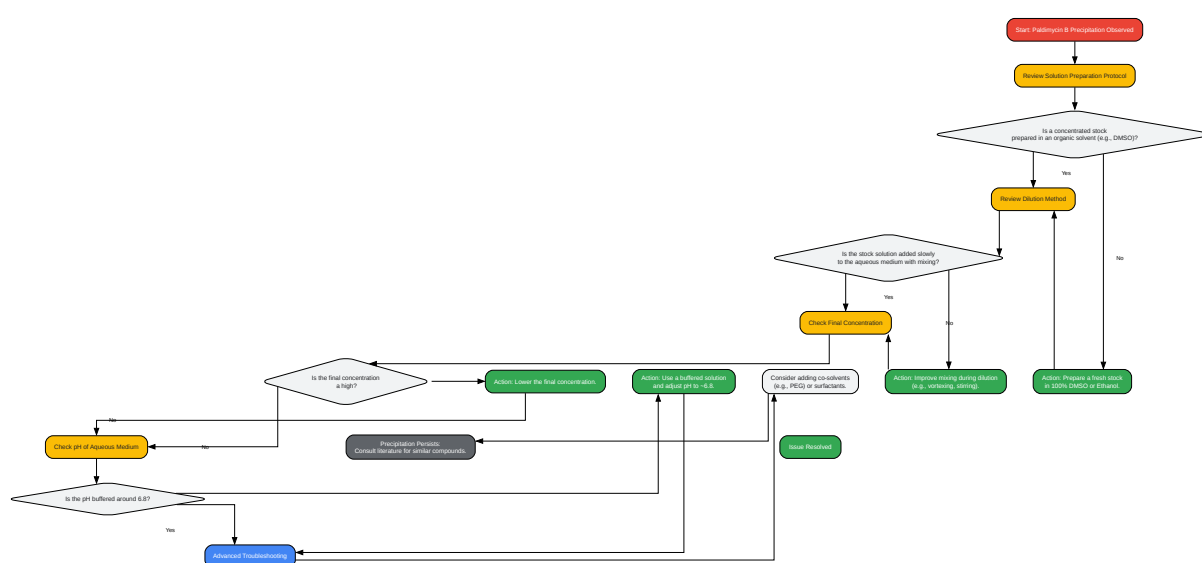 Start: Paldimycin B Precipitation Observed
Review Solution Preparation Protocol
Is a concentrated stock
prepared in an organic solvent (e.g., DMSO)?
Yes
Review Dilution Method
No
Is the stock solution added slowly
to the aqueous medium with mixing?
Yes
Check Final Concentration
No
Is the final concentration
a high?
Action: Lower the final concentration.
Action: Use a buffered solution
and adjust pH to ~6.8.
Consider adding co-solvents
(e.g., PEG) or surfactants.
Action: Improve mixing during dilution
(e.g., vortexing, stirring).
Action: Prepare a fresh stock
in 100% DMSO or Ethanol.
No
Check pH of Aqueous Medium
No
Precipitation Persists:
Consult literature for similar compounds.
Issue Resolved
Is the pH buffered around 6.8?
Yes
Advanced Troubleshooting